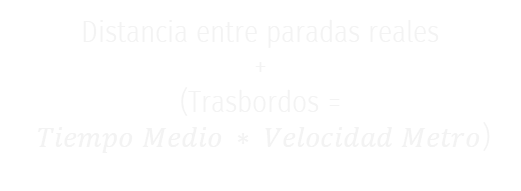 Distancia entre paradas reales
+
(Trasbordos =
Tiempo Medio * Velocidad Metro)